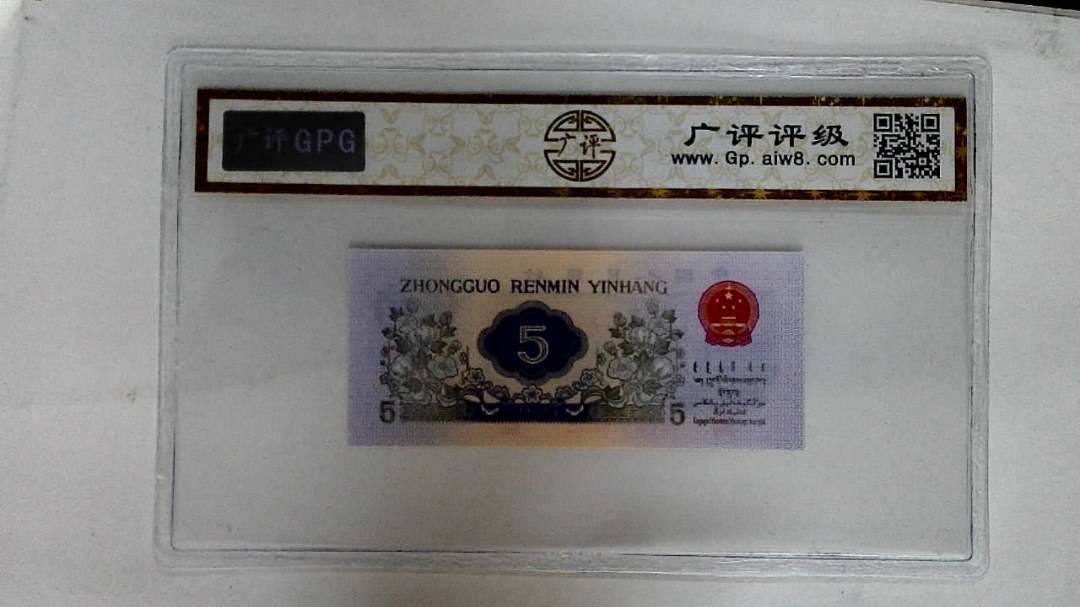 广评GPG
广评
广评评级
www.Gp.aiw8.com
ZHONGGUO RENMIN YINHANG
5
5 5